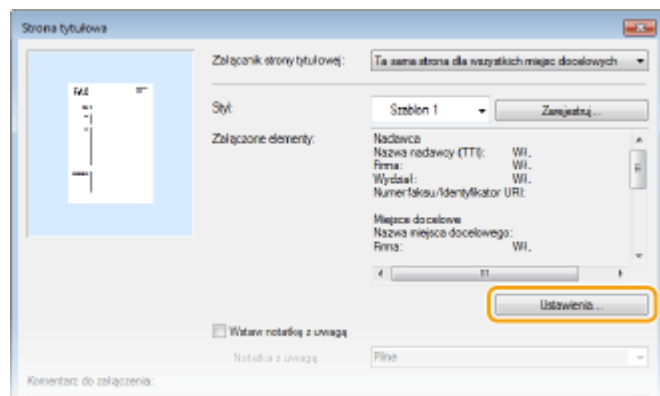 Strona tytułowa
Załącznik strony tytułowej: Ta sama strona dla wszystkich miejsc docelowych
FAX
Styl: Szablon 1 Zarejestruj...
Załączone elementy: Nadawca
Nazwa nadawcy (TTI): Wł.
Firma: Wł.
Wydział: Wł.
Numer faksu/Identyfikator URI:
Miejsce docelowe
Nazwa miejsca docelowego:
Firma: Wł.
Ustawienia...
Wstaw notatkę z uwagą
Notatka z uwagą: Pilne
Komentarz do załączenia: